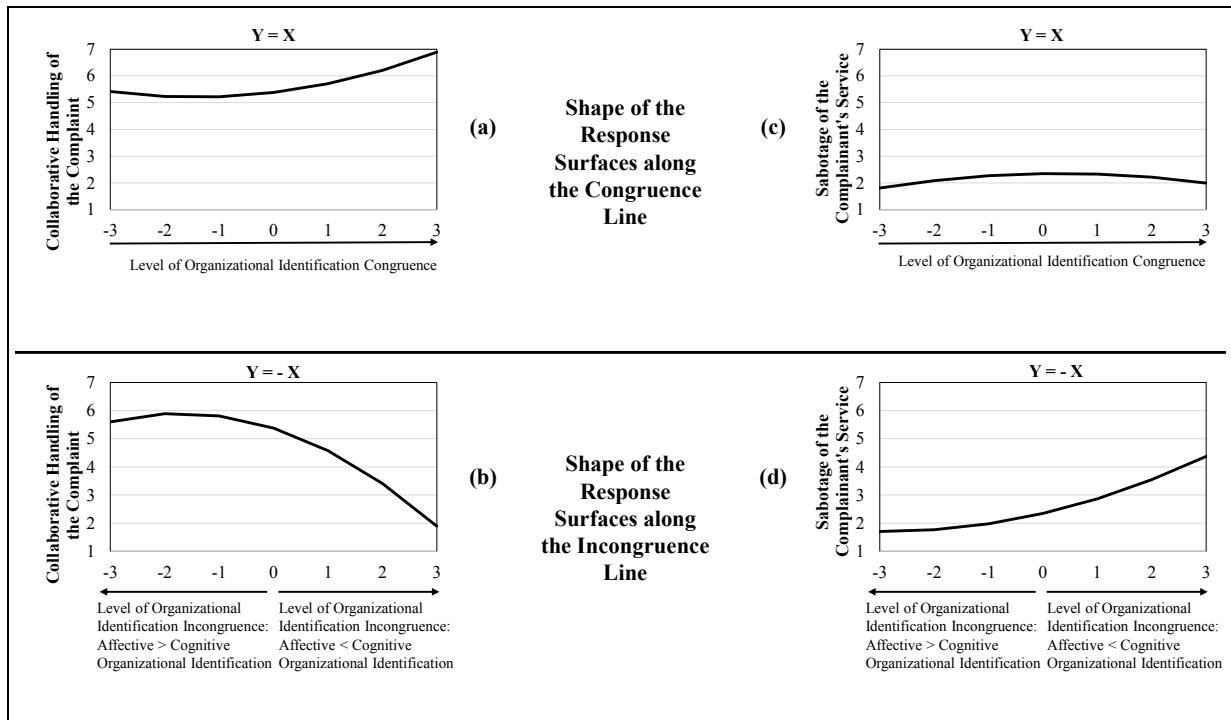 Y = X
Collaborative Handling of
the Complaint
7
6
5
4
3
2
1
-3 -2 -1 0 1 2 3
Level of Organizational Identification Congruence
(a)
Shape of the
Response
Surfaces along
the Congruence
Line
(c)
Y = X
Sabotage of the
Complainant's Service
7
6
5
4
3
2
1
-3 -2 -1 0 1 2 3
Level of Organizational Identification Congruence
Y = - X
Collaborative Handling of
the Complaint
7
6
5
4
3
2
1
-3 -2 -1 0 1 2 3
Level of Organizational
Identification Incongruence:
Affective > Cognitive
Organizational Identification
Level of Organizational
Identification Incongruence:
Affective < Cognitive
Organizational Identification
(b)
Shape of the
Response
Surfaces along
the Incongruence
Line
(d)
Y = - X
Sabotage of the
Complainant's Service
7
6
5
4
3
2
1
-3 -2 -1 0 1 2 3
Level of Organizational
Identification Incongruence:
Affective > Cognitive
Organizational Identification
Level of Organizational
Identification Incongruence:
Affective < Cognitive
Organizational Identification